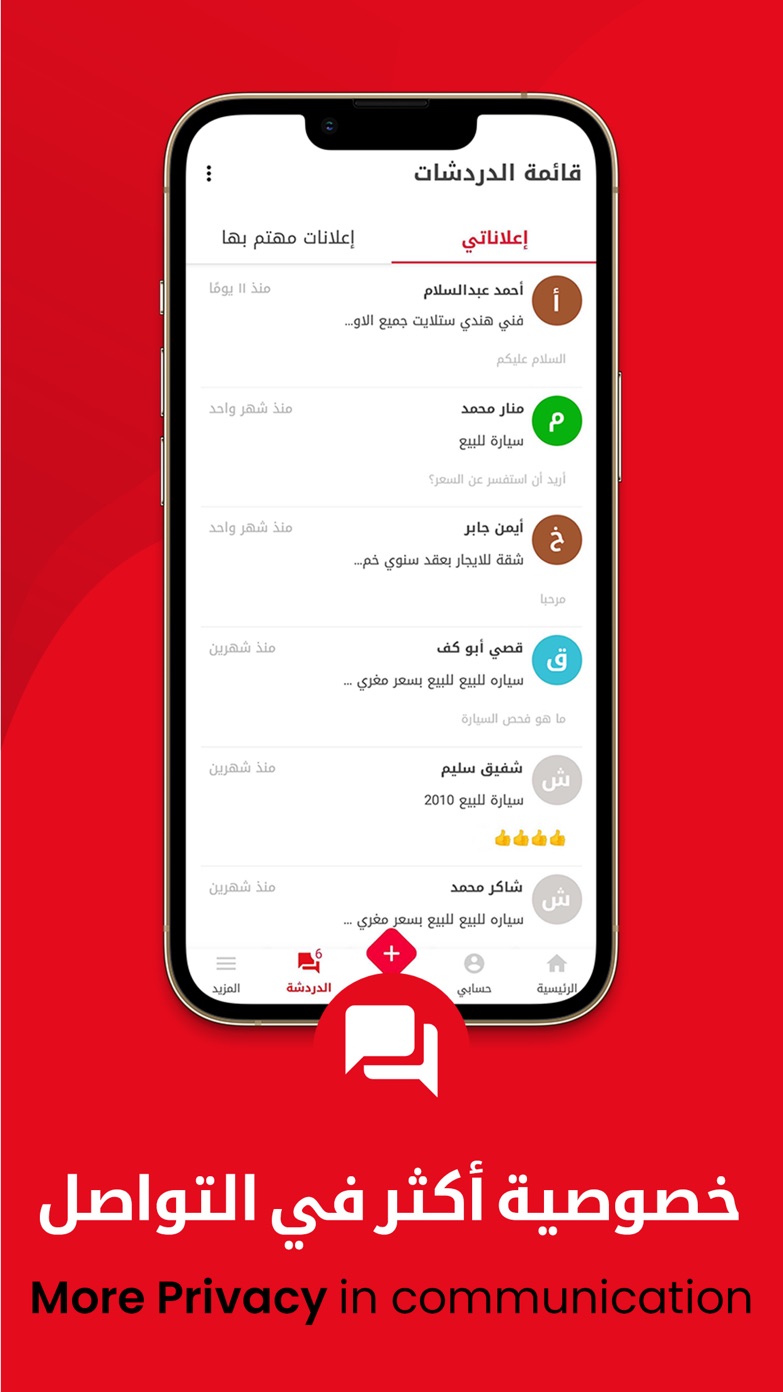 قائمة الدردشات
إعلاناتي
إعلانات مهتم بها
أ
أحمد عبدالسلام
منذ ١١ يومًا
فني هندي ستلايت جميع الاو...
السلام عليكم
م
منار محمد
منذ شهر واحد
سيارة للبيع
أريد أن استفسر عن السعر؟
خ
أيمن جابر
منذ شهر واحد
شقة للايجار بعقد سنوي خم...
مرحبا
ق
قصي أبو كف
منذ شهرين
سياره للبيع للبيع بسعر مغري ...
ما هو فحص السيارة
ش
شفيق سليم
منذ شهرين
سيارة للبيع 2010
👍👍👍👍
ش
شاكر محمد
منذ شهرين
سياره للبيع للبيع بسعر مغري ...
الرئيسية
حسابي
+
6
الدردشة
المزيد
خصوصية أكثر في التواصل
More Privacy in communication